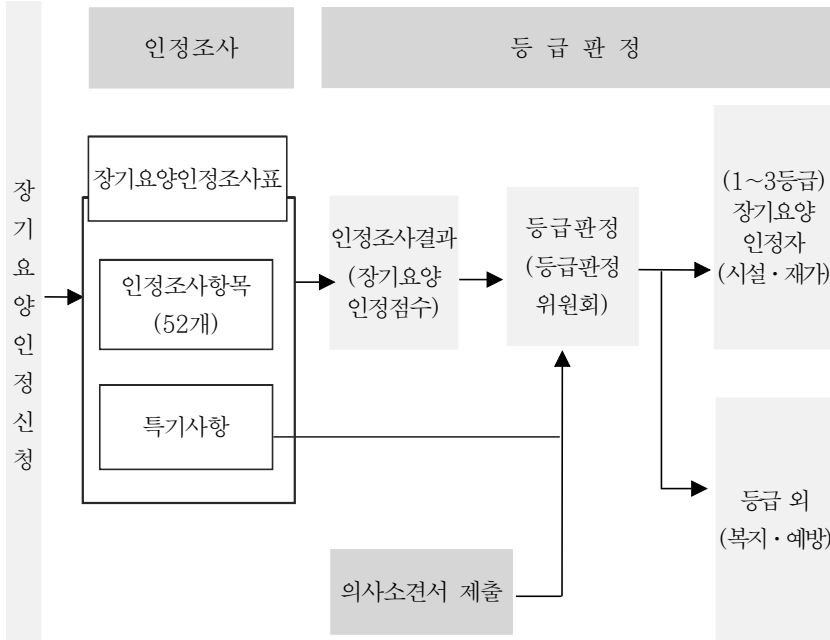 인정조사
등 급 판 정
장기요양인정신청
장기요양인정조사표
인정조사항목
(52개)
특기사항
인정조사결과
(장기요양
인정점수)
등급판정
(등급판정
위원회)
(1~3등급)
장기요양
인정자
(시설·재가)
등급 외
(복지·예방)
의사소견서 제출